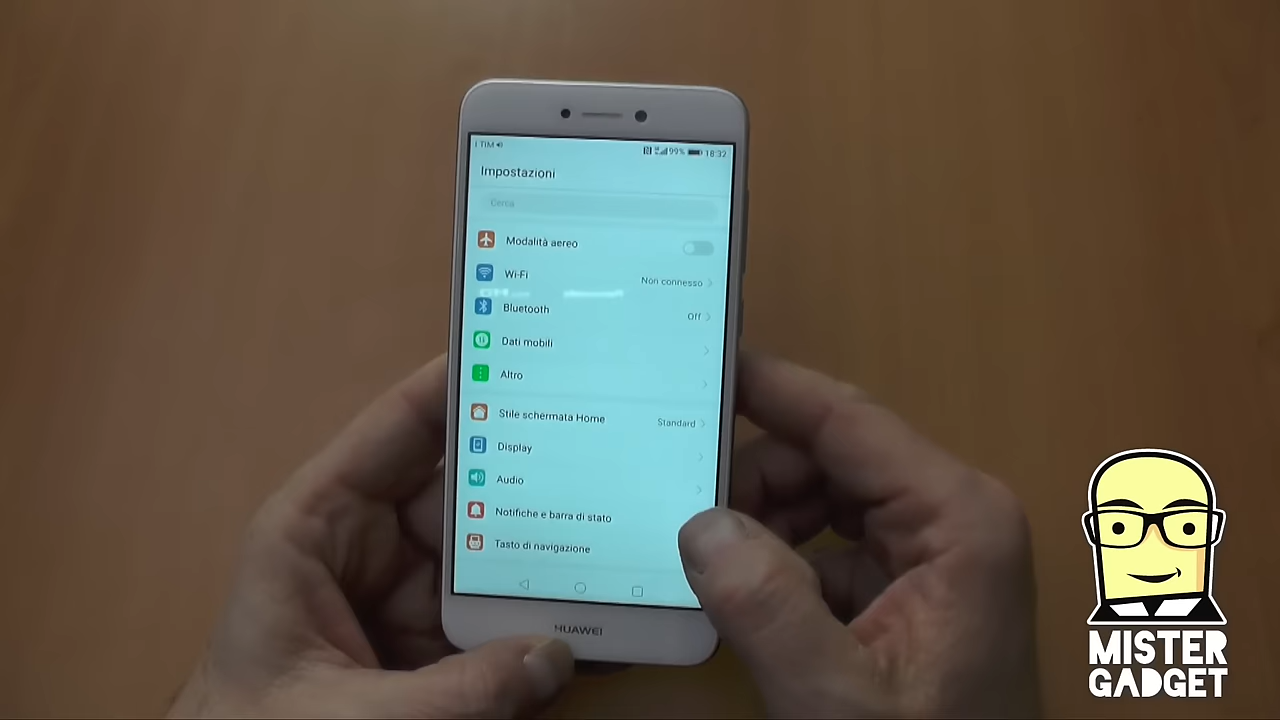 TIM 99% 18:32
Impostazioni
Cerca
Modalità aereo
Wi-Fi Non connesso
Bluetooth Off
Dati mobili
Altro
Stile schermata Home Standard
Display
Audio
Notifiche e barra di stato
Tasto di navigazione
HUAWEI
MISTER
GADGET